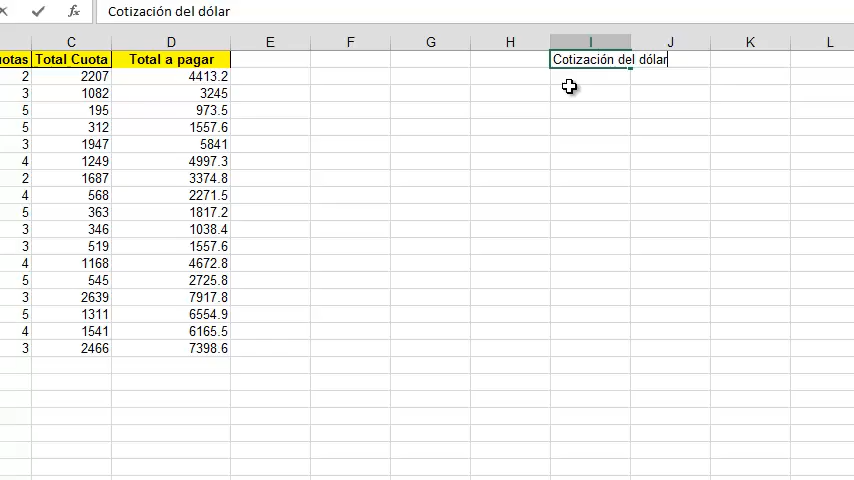 fx Cotización del dólar
C D E F G H I J K L
uotas Total Cuota Total a pagar Cotización del dólar
2 2207 4413.2
3 1082 3245
5 195 973.5
5 312 1557.6
3 1947 5841
4 1249 4997.3
2 1687 3374.8
4 568 2271.5
5 363 1817.2
3 346 1038.4
3 519 1557.6
4 1168 4672.8
5 545 2725.8
3 2639 7917.8
5 1311 6554.9
4 1541 6165.5
3 2466 7398.6